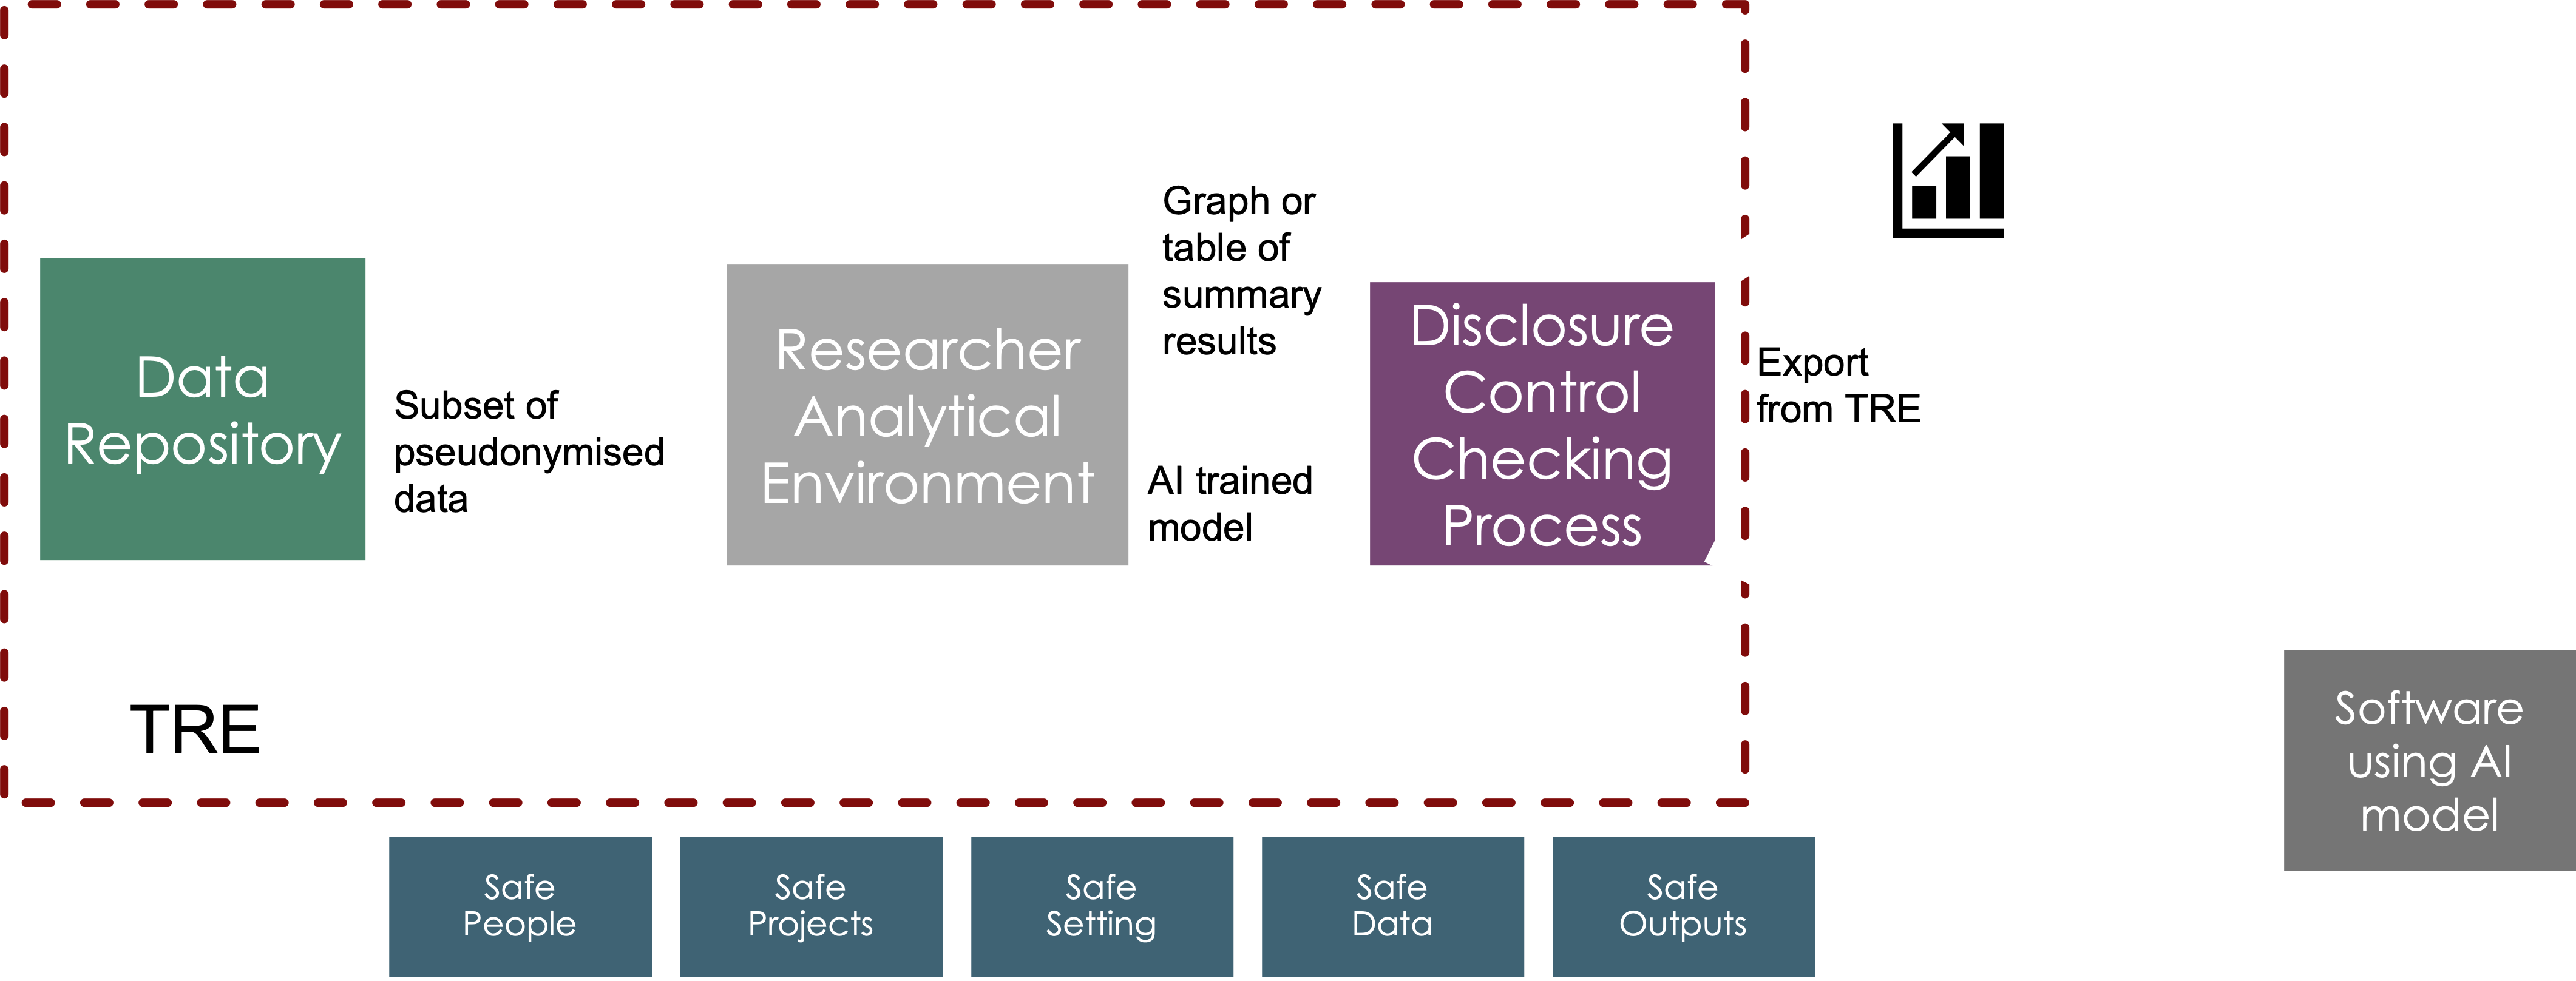 Data
Repository
Subset of
pseudonymised
data
Researcher
Analytical
Environment
Graph or
table of
summary
results
AI trained
model
Disclosure
Control
Checking
Process
Export
from TRE
TRE
Software
using AI
model
Safe
People
Safe
Projects
Safe
Setting
Safe
Data
Safe
Outputs